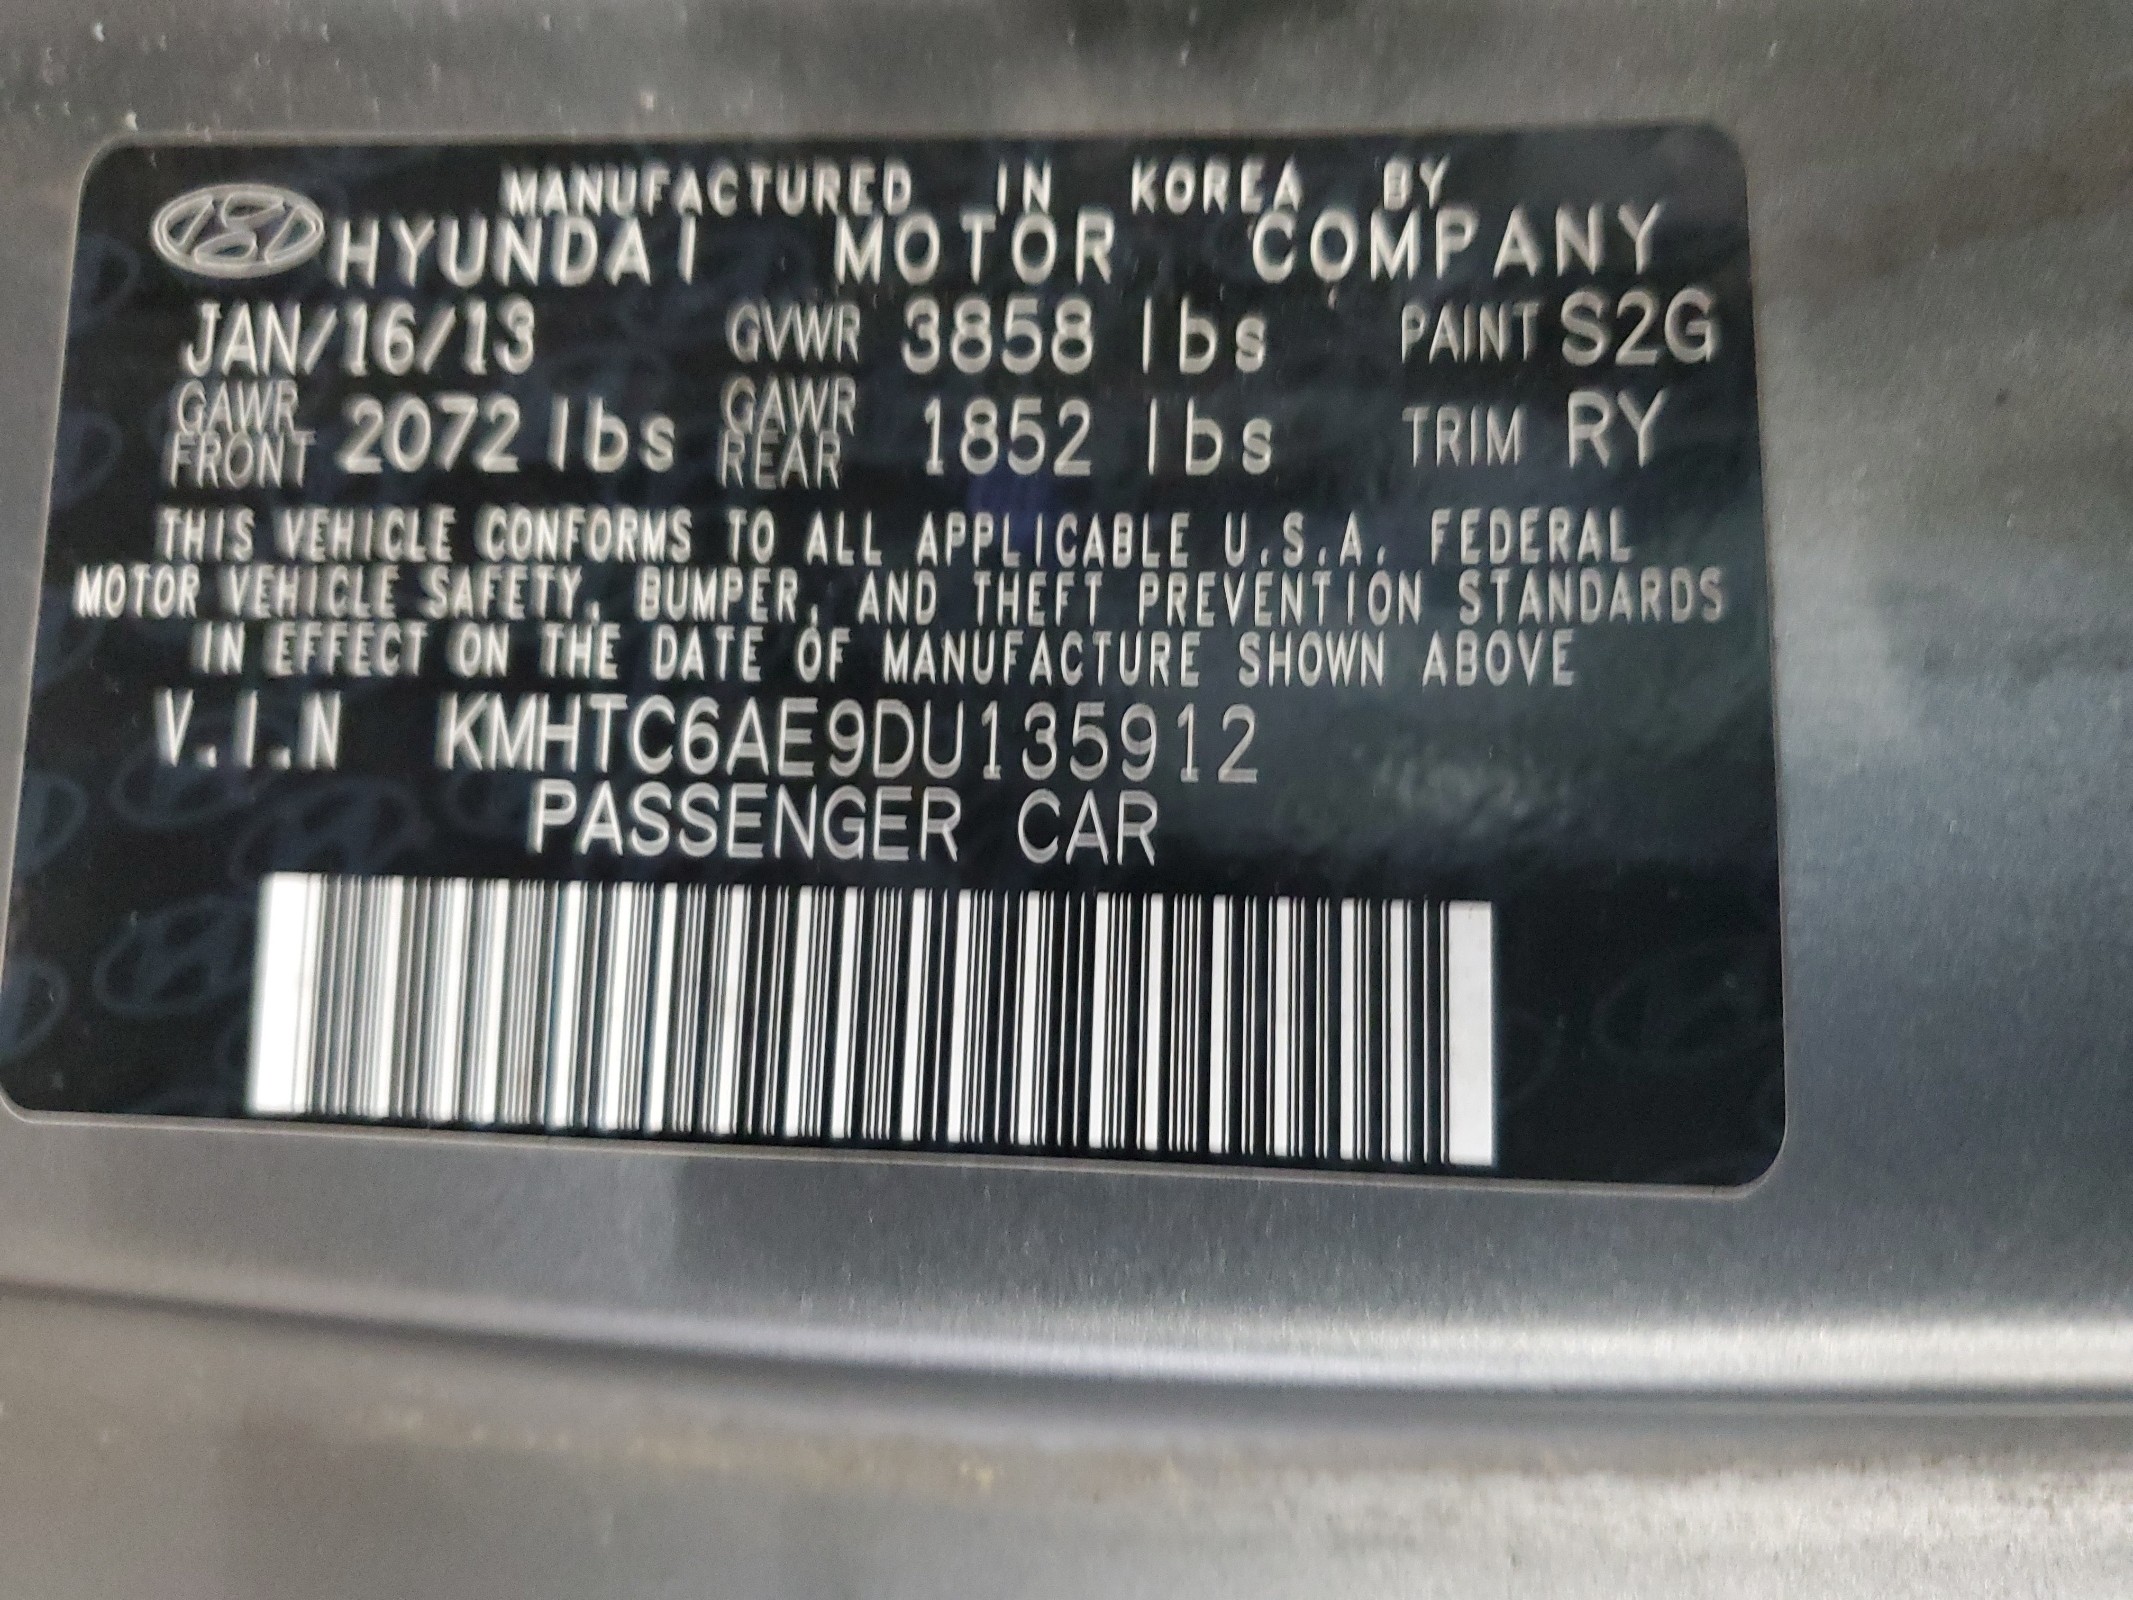 MANUFACTURED IN KOREA BY
HYUNDAI MOTOR COMPANY
JAN/16/13 GVWR 3858 lbs PAINT S2G
GAWR FRONT 2072 lbs GAWR REAR 1852 lbs TRIM RY
THIS VEHICLE CONFORMS TO ALL APPLICABLE U.S.A. FEDERAL
MOTOR VEHICLE SAFETY, BUMPER, AND THEFT PREVENTION STANDARDS
IN EFFECT ON THE DATE OF MANUFACTURE SHOWN ABOVE
V.I.N KMHTC6AE9DU135912
PASSENGER CAR